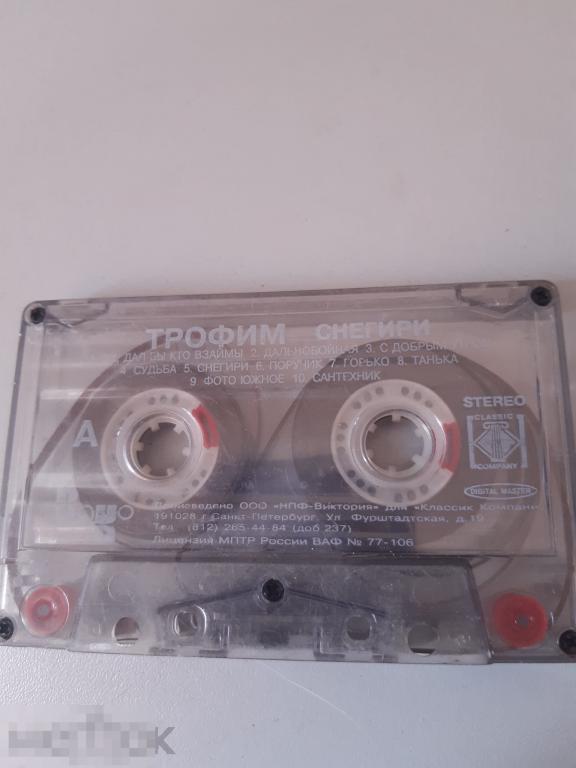 ТРОФИМ СНЕГИРИ
ДАЛ БЫ КТО ВЗАЙМЫ 2. ДАЛЬНОБОЙНАЯ 3. С ДОБРЫМ
4. СУДЬБА 5. СНЕГИРИ 6. ПОРУЧИК 7. ГОРЬКО 8. ТАНЬКА
9 ФОТО ЮЖНОЕ 10. САНТЕХНИК
A
STEREO
CLASSIC
COMPANY
DIGITAL MASTER
Произведено ООО «НПФ-Виктория» для «Классик Компани
191028 г Санкт-Петербург. Ул Фурштадтская, д.19
Тел. (812) 265-44-84 (доб 237)
Лицензия МПТР России ВАФ № 77-106